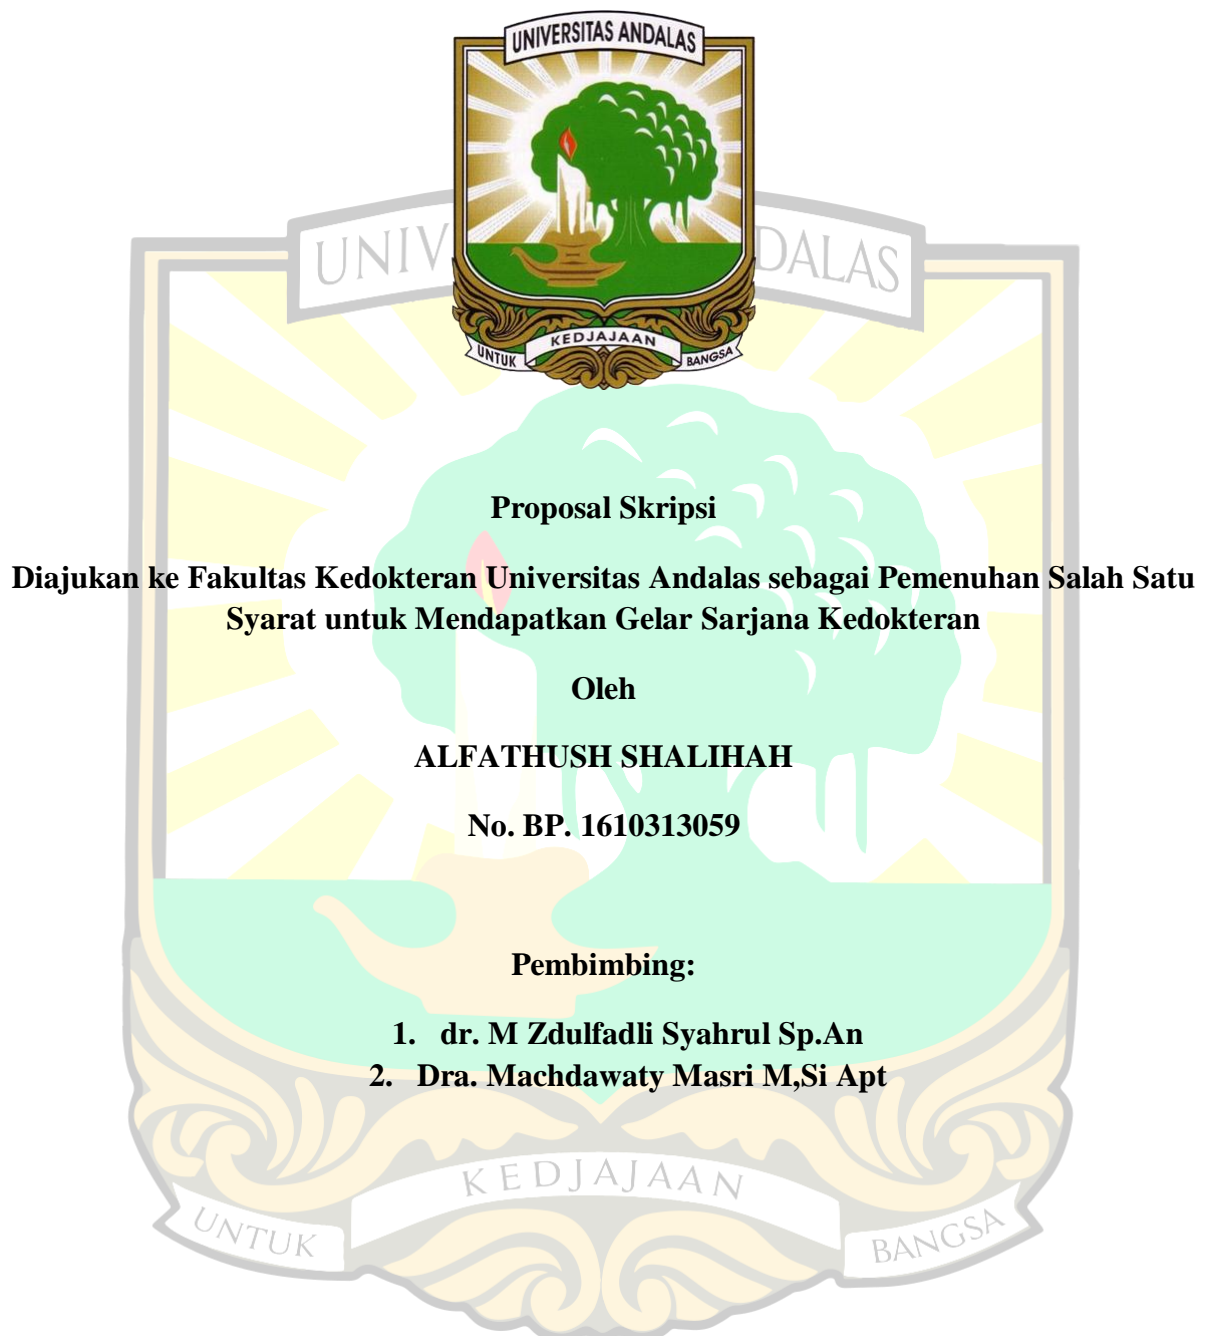 UNIVERSITAS ANDALAS
UNIV DALAS
UNTUK KEDJAJAAN BANGSA
Proposal Skripsi
Diajukan ke Fakultas Kedokteran Universitas Andalas sebagai Pemenuhan Salah Satu
Syarat untuk Mendapatkan Gelar Sarjana Kedokteran
Oleh
ALFATHUSH SHALIHAH
No. BP. 1610313059
Pembimbing:
1. dr. M Zdulfadli Syahrul Sp.An
2. Dra. Machdawaty Masri M,Si Apt
UNTUK KEDJAJAAN BANGSA